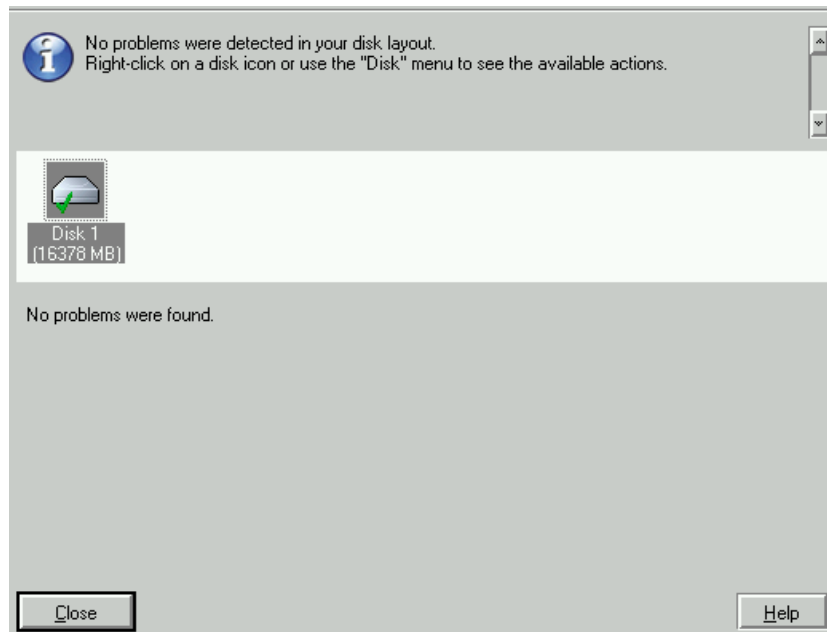 No problems were detected in your disk layout.
Right-click on a disk icon or use the "Disk" menu to see the available actions.
Disk 1
(16378 MB)
No problems were found.
Close
Help